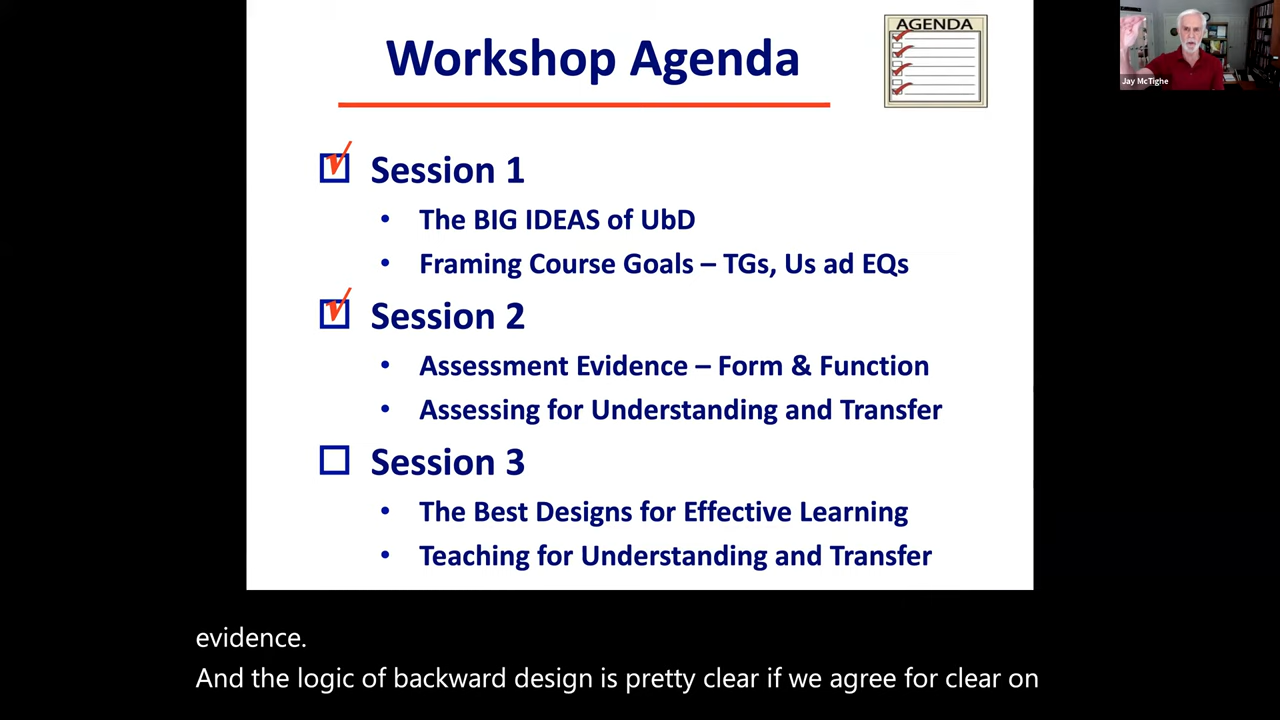 Workshop Agenda
AGENDA
Jay McTighe
Session 1
• The BIG IDEAS of UbD
• Framing Course Goals – TGs, Us ad EQs
Session 2
• Assessment Evidence – Form & Function
• Assessing for Understanding and Transfer
Session 3
• The Best Designs for Effective Learning
• Teaching for Understanding and Transfer
evidence.
And the logic of backward design is pretty clear if we agree for clear on